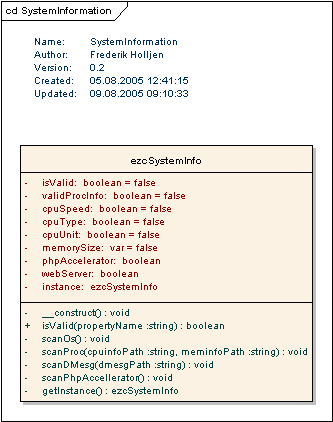 cd SystemInformation
Name: SystemInformation
Author: Frederik Holljen
Version: 0.2
Created: 05.08.2005 12:41:15
Updated: 09.08.2005 09:10:33
ezcSystemInfo
- isValid: boolean = false
- validProcInfo: boolean = false
- cpuSpeed: boolean = false
- cpuType: boolean = false
- cpuUnit: boolean = false
- memorySize: var = false
- phpAccelerator: boolean
- webServer: boolean
- instance: ezcSystemInfo
- __construct() : void
+ isValid(propertyName :string) : boolean
- scanOs() : void
- scanProc(cpuinfoPath :string, meminfoPath :string) : void
- scanDMesg(dmesgPath :string) : void
- scanPhpAccellerator() : void
- getInstance() : ezcSystemInfo